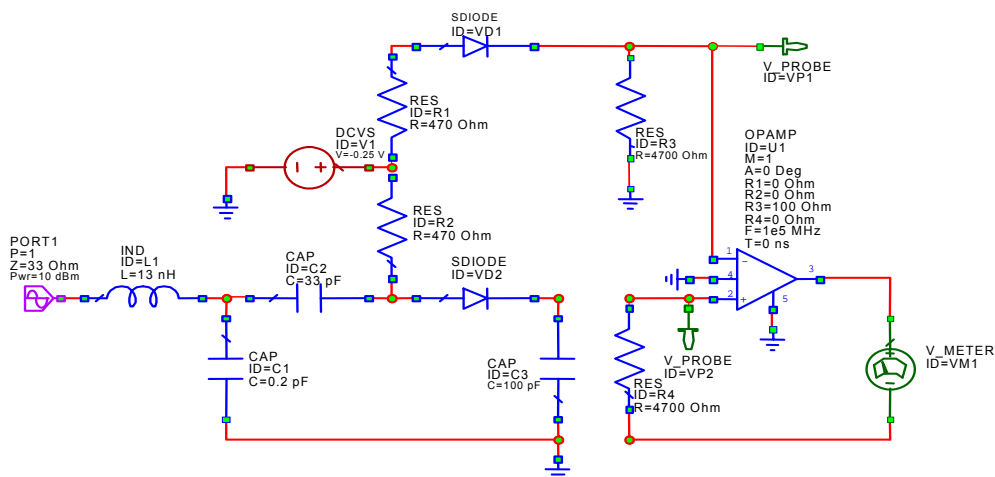 SDIODE
ID=VD1
V_PROBE
ID=VP1
RES
ID=R1
R=470 Ohm
DCVS
ID=V1
V=-0.25 V
RES
ID=R3
R=4700 Ohm
OPAMP
ID=U1
M=1
A=0 Deg
R1=0 Ohm
R2=0 Ohm
R3=100 Ohm
R4=0 Ohm
F=1e5 MHz
T=0 ns
RES
ID=R2
R=470 Ohm
PORT1
P=1
Z=33 Ohm
Pwr=10 dBm
IND
ID=L1
L=13 nH
CAP
ID=C2
C=33 pF
SDIODE
ID=VD2
1
4
2
3
5
CAP
ID=C1
C=0.2 pF
CAP
ID=C3
C=100 pF
V_PROBE
ID=VP2
RES
ID=R4
R=4700 Ohm
V_METER
ID=VM1